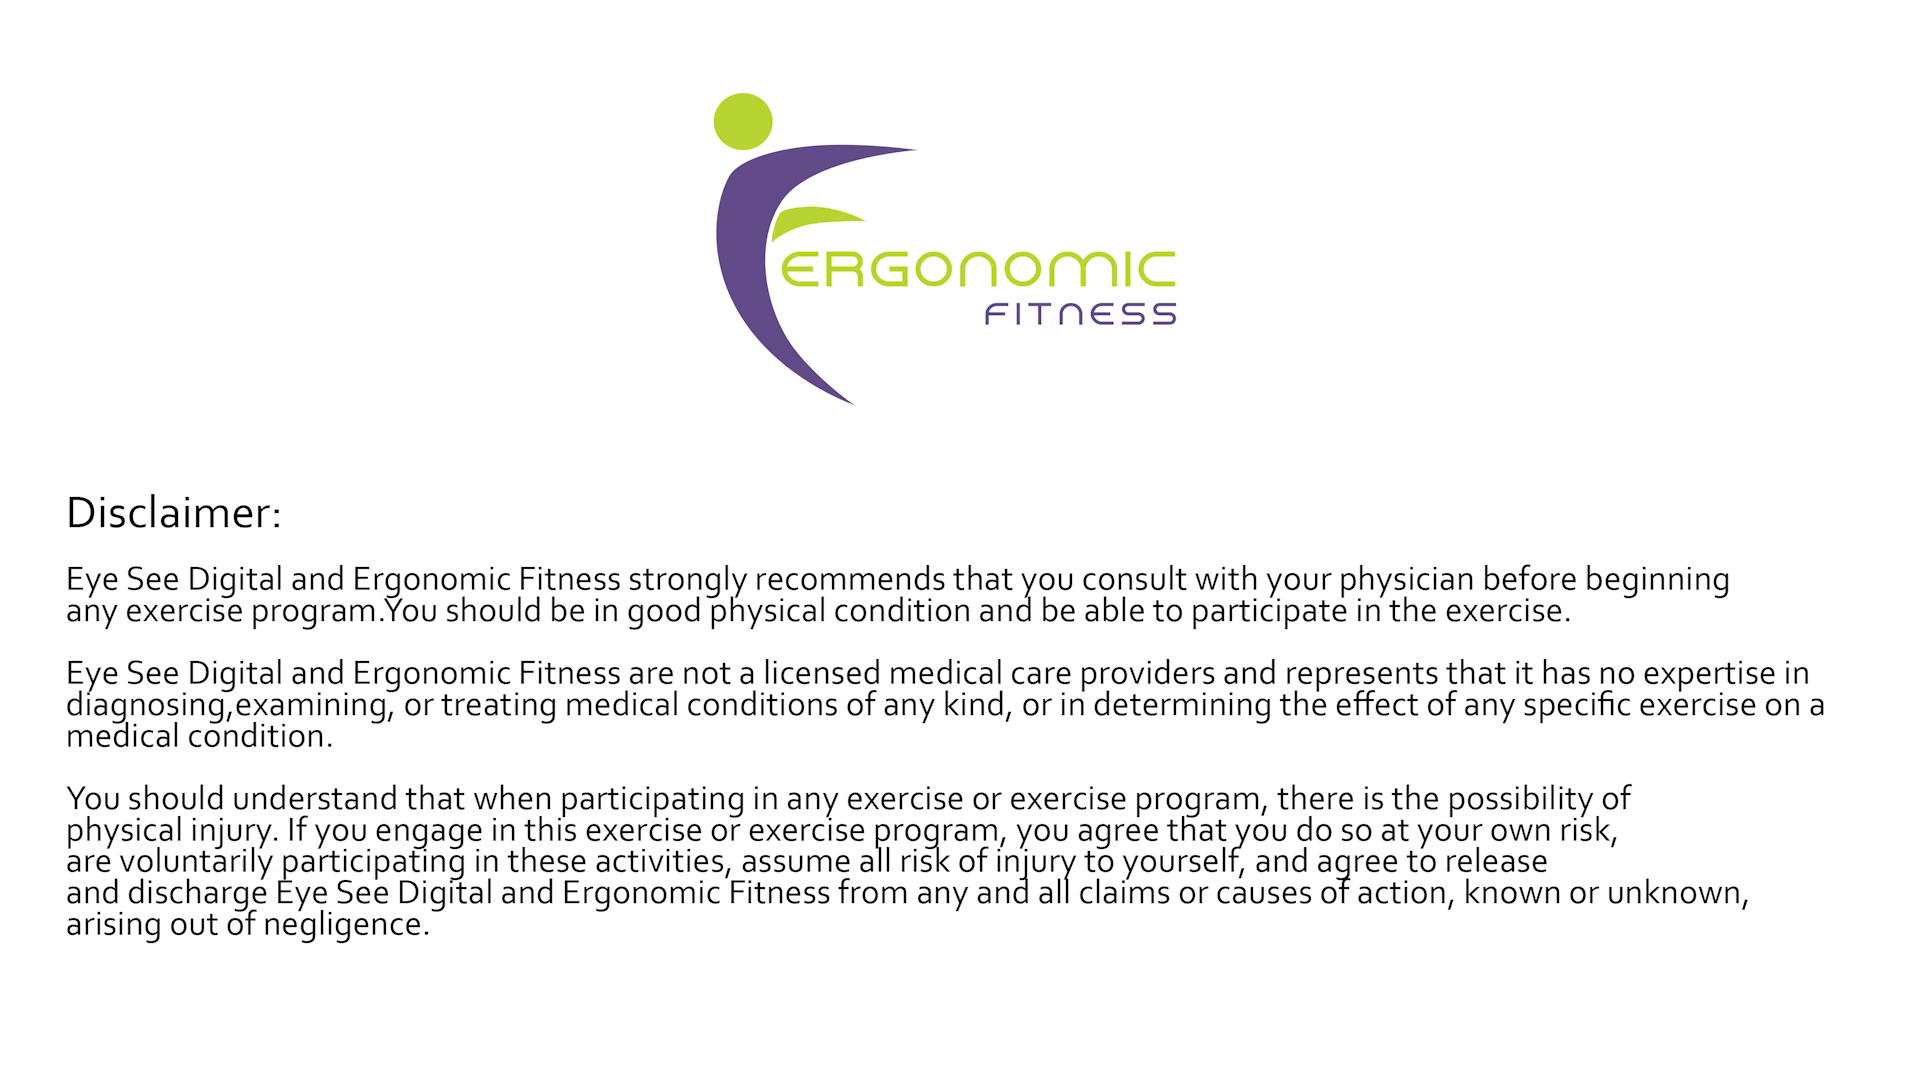 ERGONOMIC
FITNESS
Disclaimer:
Eye See Digital and Ergonomic Fitness strongly recommends that you consult with your physician before beginning
any exercise program.You should be in good physical condition and be able to participate in the exercise.
Eye See Digital and Ergonomic Fitness are not a licensed medical care providers and represents that it has no expertise in
diagnosing,examining, or treating medical conditions of any kind, or in determining the effect of any specific exercise on a
medical condition.
You should understand that when participating in any exercise or exercise program, there is the possibility of
physical injury. If you engage in this exercise or exercise program, you agree that you do so at your own risk,
are voluntarily participating in these activities, assume all risk of injury to yourself, and agree to release
and discharge Eye See Digital and Ergonomic Fitness from any and all claims or causes of action, known or unknown,
arising out of negligence.